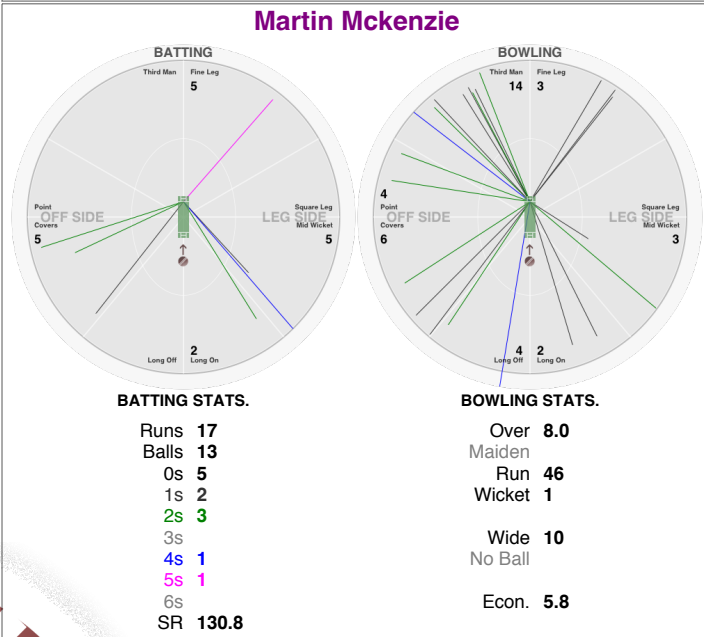 Martin Mckenzie
BATTING
Third Man Fine Leg
5
Point
OFF SIDE
Covers
5
Square Leg
LEG SIDE
Mid Wicket
5
2
Long Off Long On
BOWLING
Third Man Fine Leg
14 3
4
Point
OFF SIDE
Covers
6
Square Leg
LEG SIDE
Mid Wicket
3
4 2
Long Off Long On
BATTING STATS.
Runs 17
Balls 13
0s 5
1s 2
2s 3
3s
4s 1
5s 1
6s
SR 130.8
BOWLING STATS.
Over 8.0
Maiden
Run 46
Wicket 1
Wide 10
No Ball
Econ. 5.8